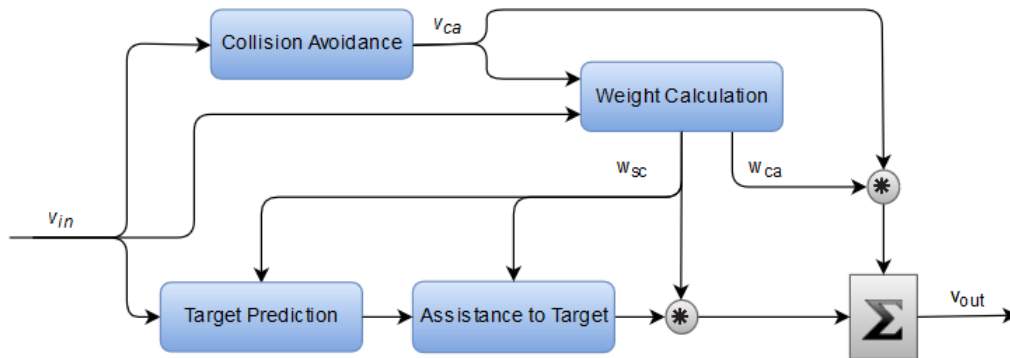 Collision Avoidance
v_ca
Weight Calculation
w_sc
w_ca
*
v_in
Target Prediction
Assistance to Target
*
Σ
v_out